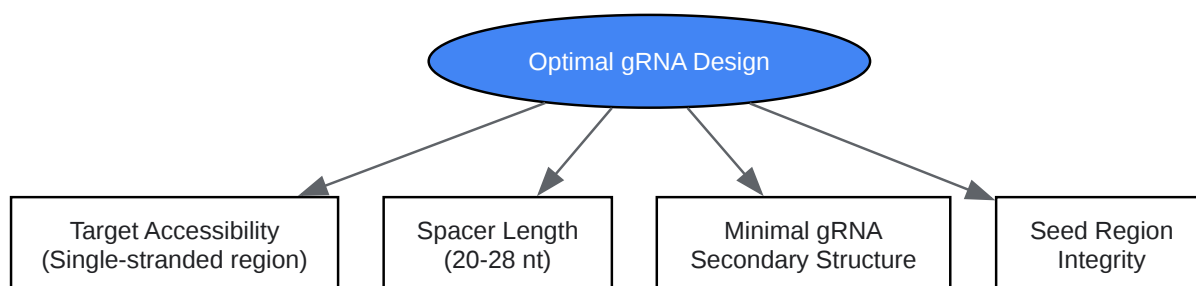 Optimal gRNA Design
Target Accessibility
(Single-stranded region)
Spacer Length
(20-28 nt)
Minimal gRNA
Secondary Structure
Seed Region
Integrity